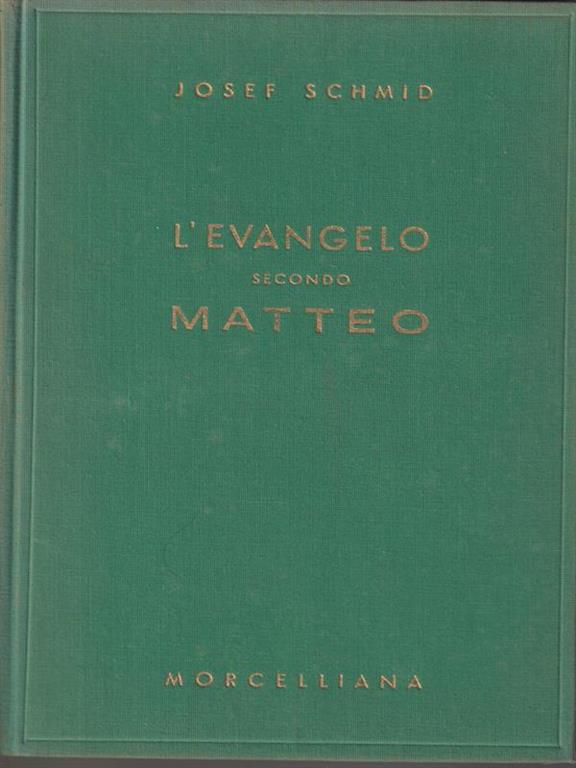 JOSEF SCHMID
L'EVANGELO
SECONDO
MATTEO
MORCELLIANA